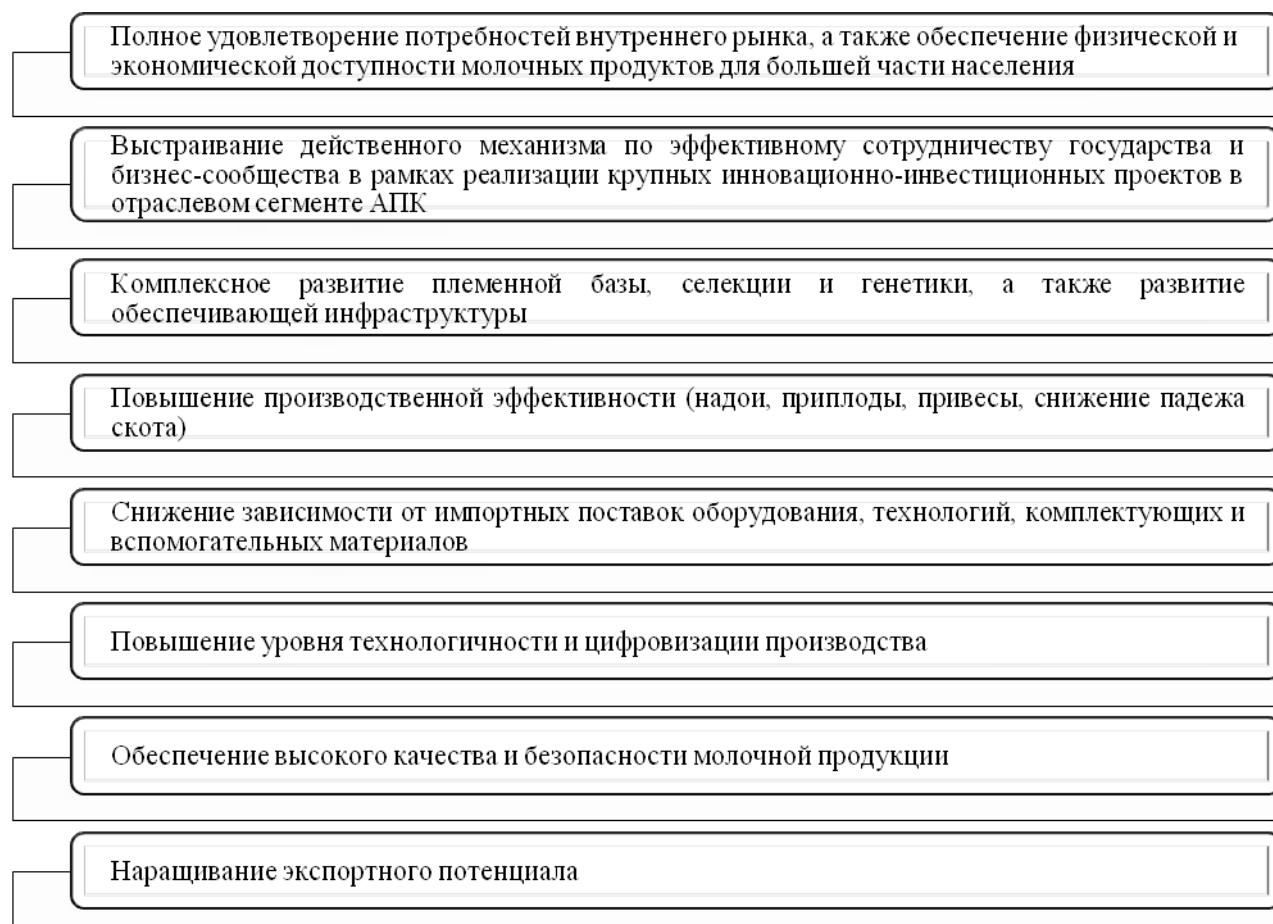 Полное удовлетворение потребностей внутреннего рынка, а также обеспечение физической и
экономической доступности молочных продуктов для большей части населения
Выстраивание действенного механизма по эффективному сотрудничеству государства и
бизнес-сообщества в рамках реализации крупных инновационно-инвестиционных проектов в
отраслевом сегменте АПК
Комплексное развитие племенной базы, селекции и генетики, а также развитие
обеспечивающей инфраструктуры
Повышение производственной эффективности (надои, приплоды, привесы, снижение падежа
скота)
Снижение зависимости от импортных поставок оборудования, технологий, комплектующих и
вспомогательных материалов
Повышение уровня технологичности и цифровизации производства
Обеспечение высокого качества и безопасности молочной продукции
Наращивание экспортного потенциала